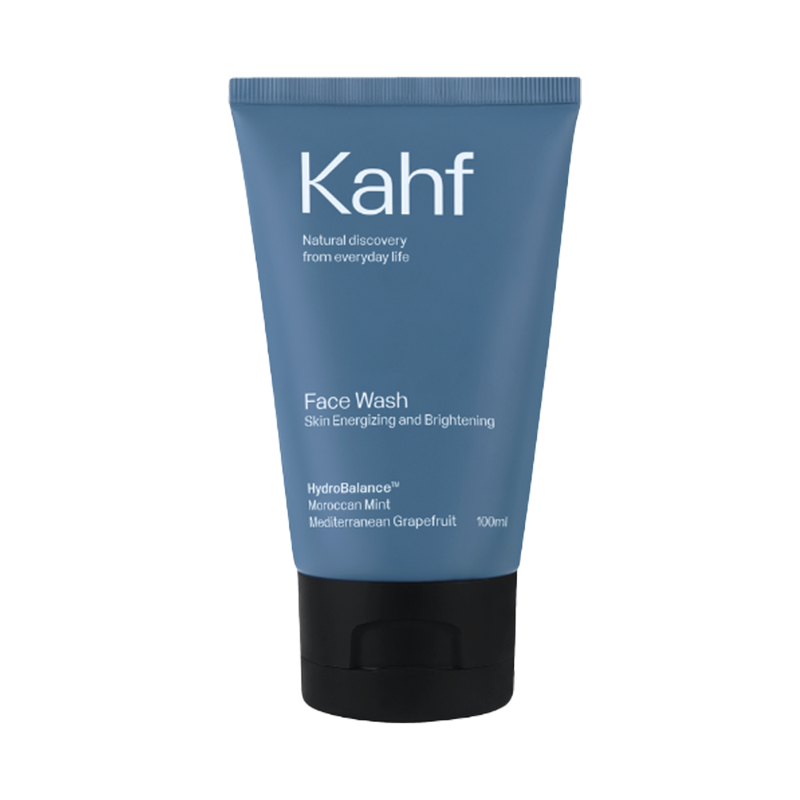 Kahf
Natural discovery
from everyday life
Face Wash
Skin Energizing and Brightening
HydroBalance™
Moroccan Mint
Mediterranean Grapefruit 100ml